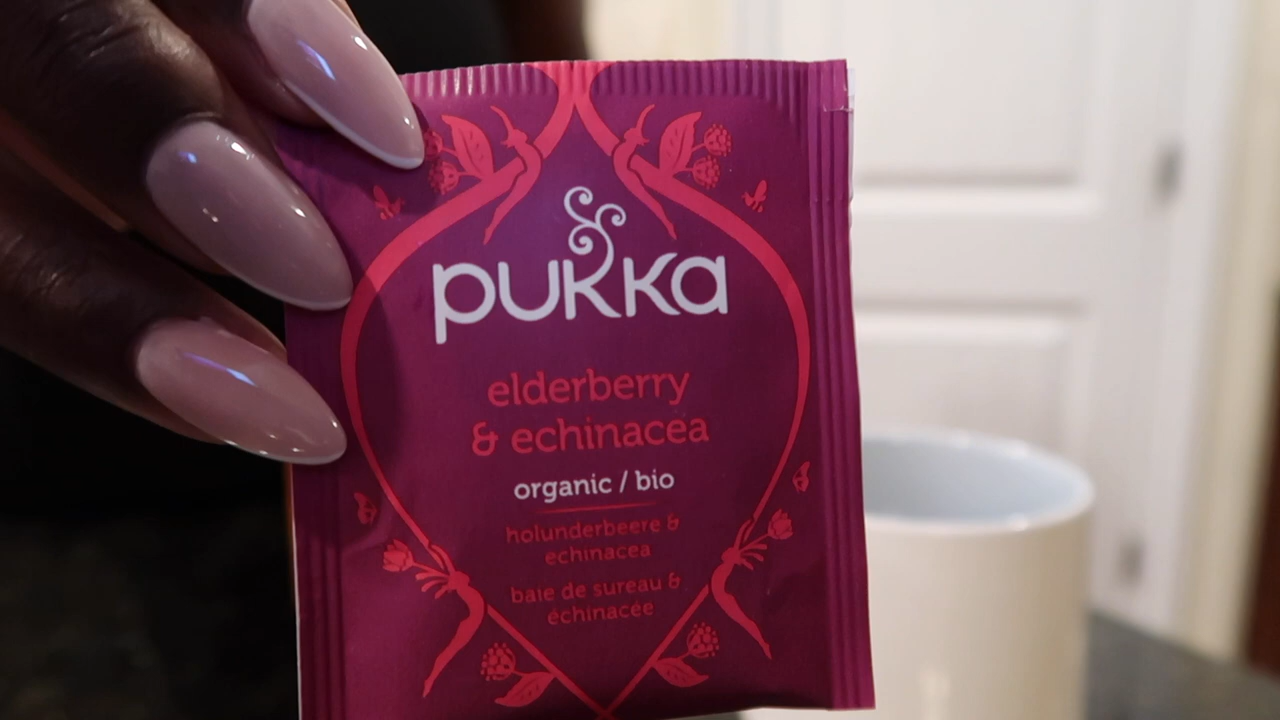 pukka
elderberry
& echinacea
organic / bio
holunderbeere &
echinacea
baie de sureau &
échinacée